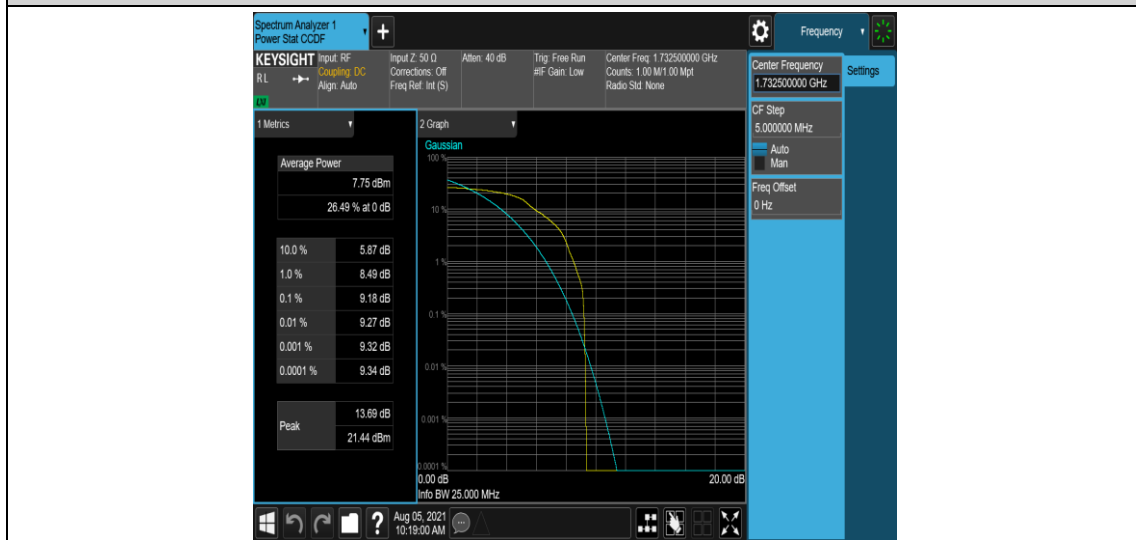 Spectrum Analyzer 1
Power Stat CCDF
+
Frequency
KEYSIGHT
RL
LXI
Input: RF
Coupling: DC
Align: Auto
Input Z: 50 Ω
Corrections: Off
Freq Ref: Int (S)
Atten: 40 dB
Trig: Free Run
#IF Gain: Low
Center Freq: 1.732500000 GHz
Counts: 1.00 M/1.00 Mpt
Radio Std: None
Center Frequency
1.732500000 GHz
Settings
CF Step
5.000000 MHz
Auto
Man
Freq Offset
0 Hz
1 Metrics
Average Power
7.75 dBm
26.49 % at 0 dB
10.0 % 5.87 dB
1.0 % 8.49 dB
0.1 % 9.18 dB
0.01 % 9.27 dB
0.001 % 9.32 dB
0.0001 % 9.34 dB
Peak
13.69 dB
21.44 dBm
2 Graph
Gaussian
100 %
10 %
1 %
0.1 %
0.01 %
0.001 %
0.0001 %
0.00 dB 20.00 dB
Info BW 25.000 MHz
?
Aug 05, 2021
10:19:00 AM